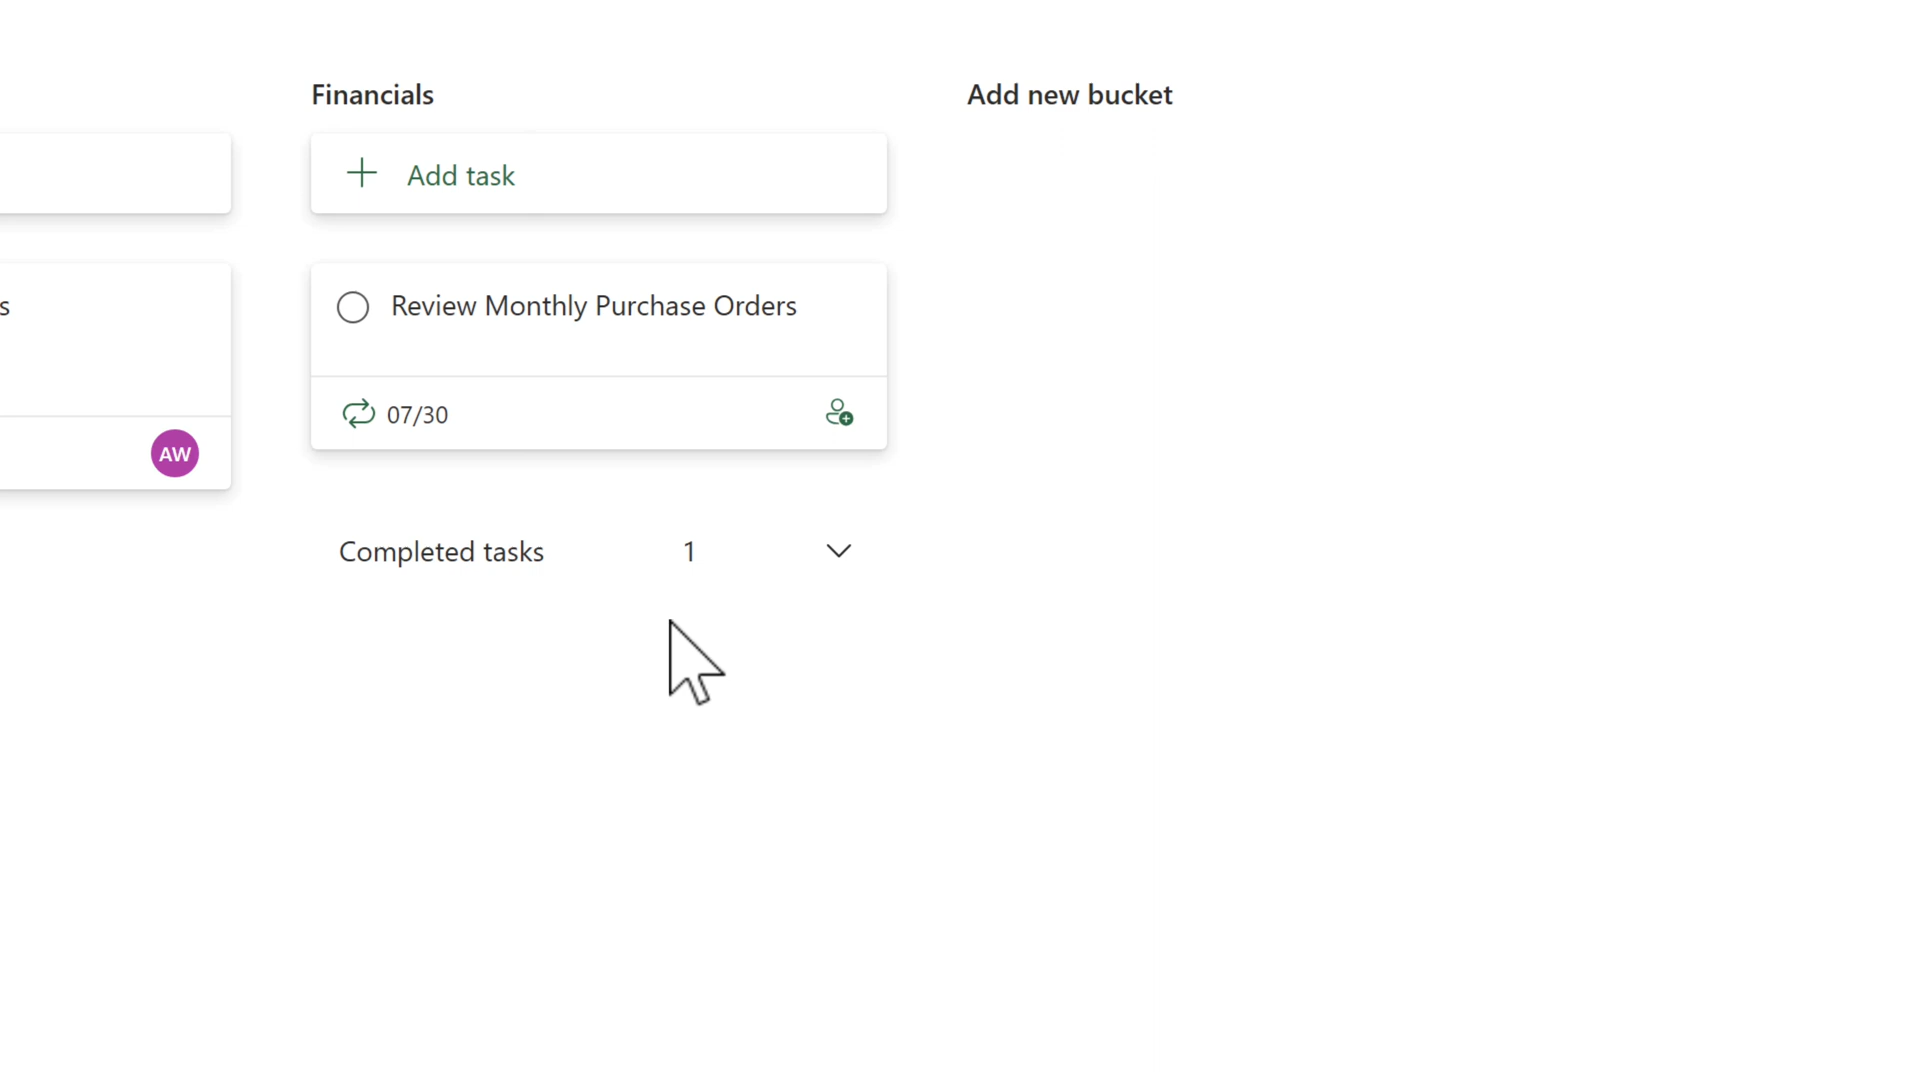 Financials
Add new bucket
Add task
s
Review Monthly Purchase Orders
07/30
AW
Completed tasks 1